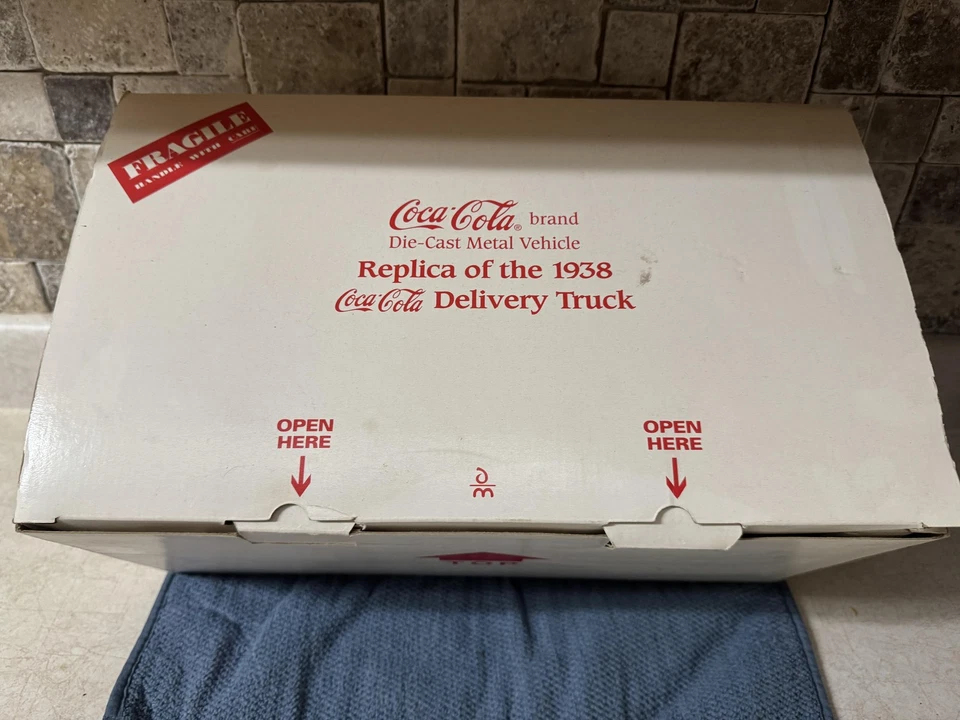 FRAGILE
HANDLE WITH CARE
Coca-Cola® brand
Die-Cast Metal Vehicle
Replica of the 1938
Coca-Cola Delivery Truck
OPEN
HERE
OPEN
HERE
TOP